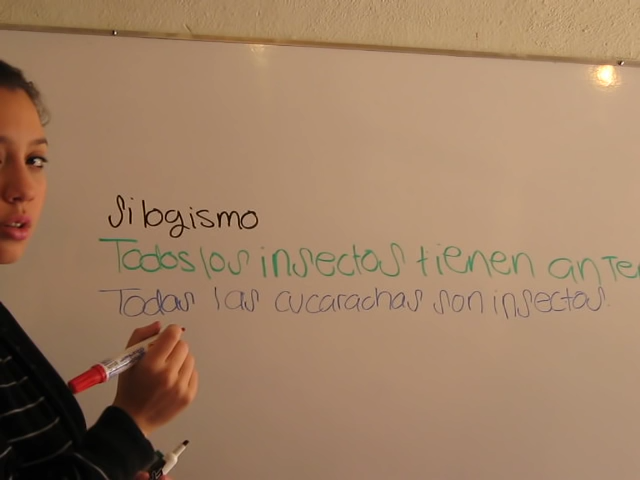 Silogismo
Todos los insectos tienen
Todas las cucarachas son insectos.